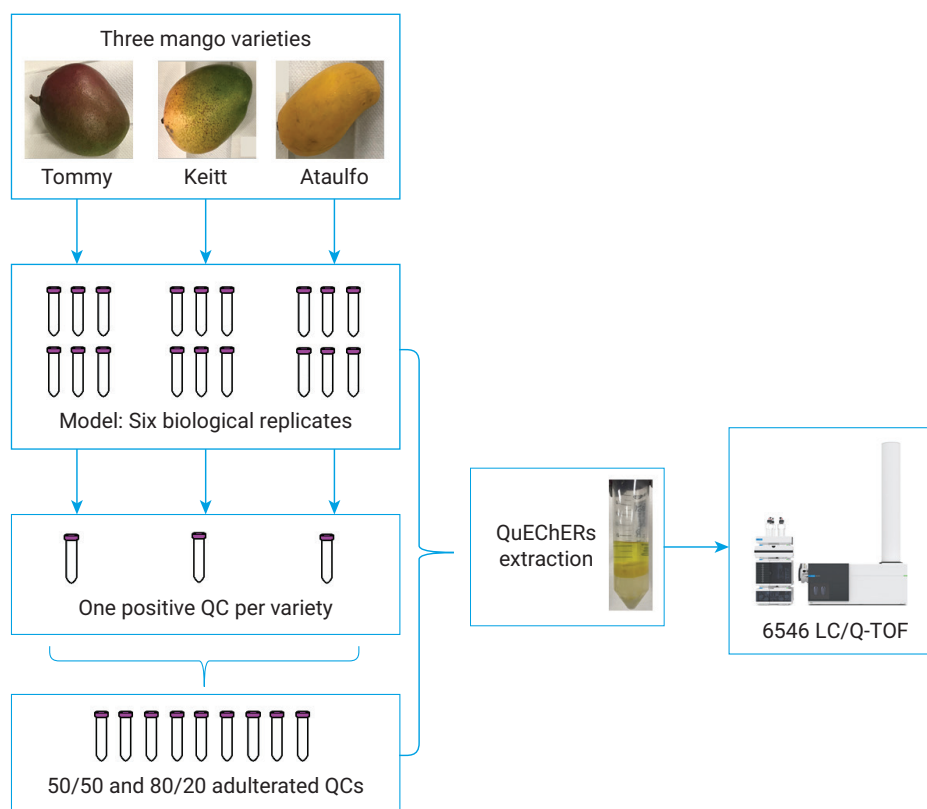 Three mango varieties
Tommy
Keitt
Ataulfo
Model: Six biological replicates
One positive QC per variety
50/50 and 80/20 adulterated QCs
QuEChERs
extraction
6546 LC/Q-TOF